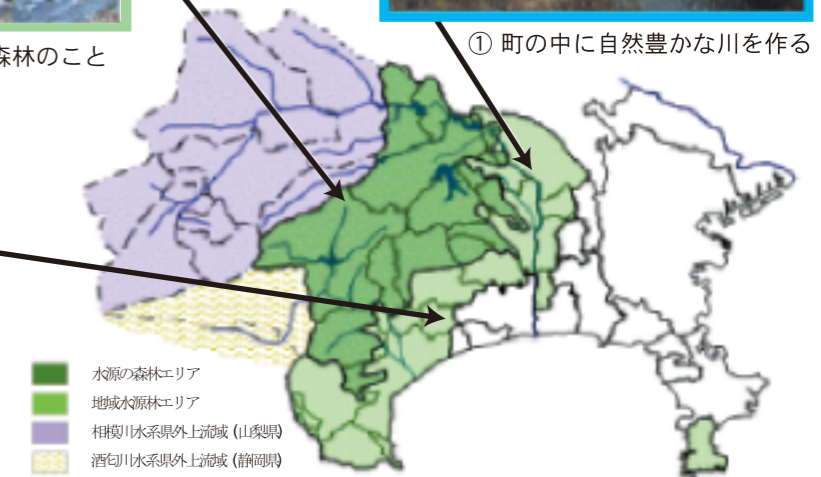 森林のこと
① 町の中に自然豊かな川を作る
水源の森林エリア
地域水源林エリア
相模川水系県外上流域 (山梨県)
酒匂川水系県外上流域 (静岡県)